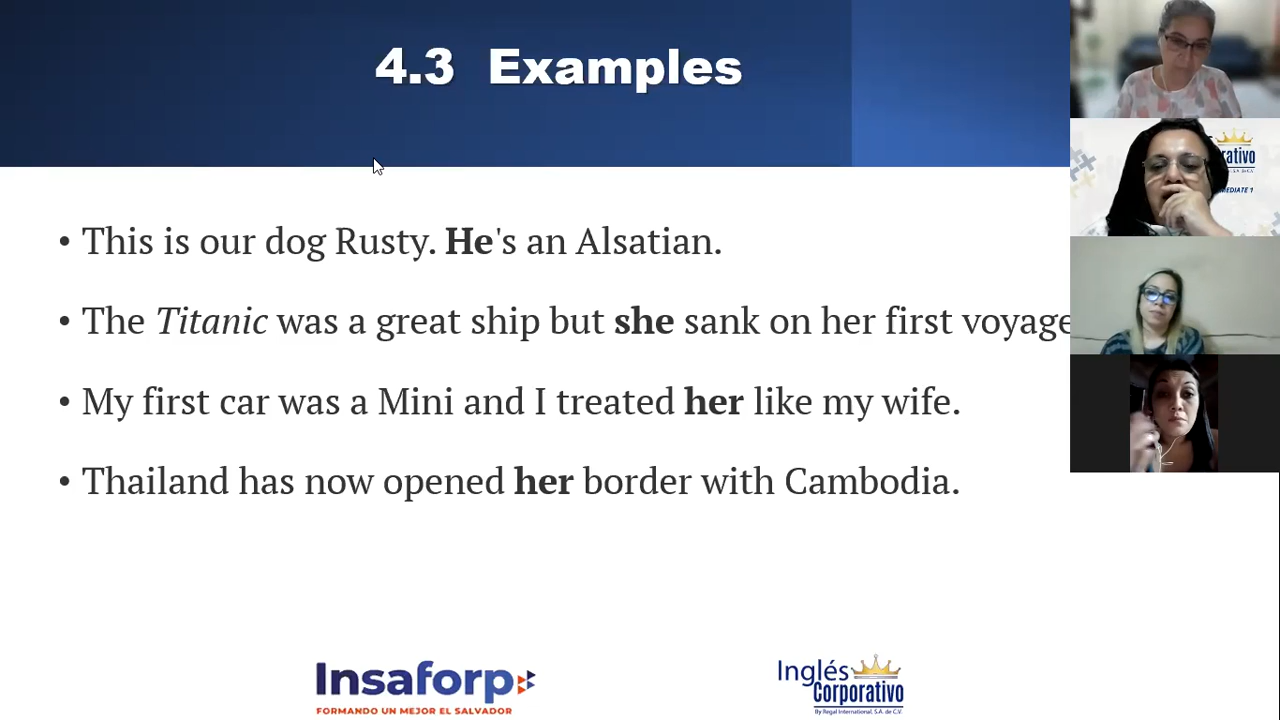 4.3 Examples
• This is our dog Rusty. He's an Alsatian.
• The Titanic was a great ship but she sank on her first voyage
• My first car was a Mini and I treated her like my wife.
• Thailand has now opened her border with Cambodia.
Insaforp
FORMANDO UN MEJOR EL SALVADOR
Inglés
Corporativo
By Regal International, S.A. de C.V.